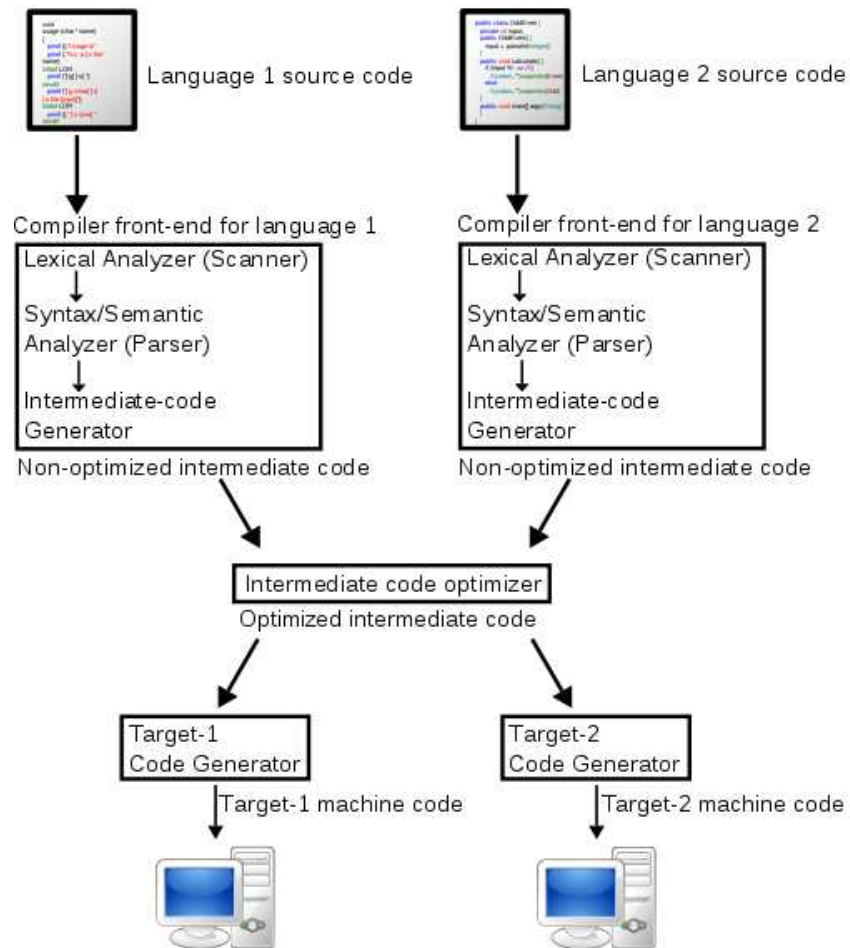 Language 1 source code
Language 2 source code
Compiler front-end for language 1
Lexical Analyzer (Scanner)
Syntax/Semantic
Analyzer (Parser)
Intermediate-code
Generator
Non-optimized intermediate code
Compiler front-end for language 2
Lexical Analyzer (Scanner)
Syntax/Semantic
Analyzer (Parser)
Intermediate-code
Generator
Non-optimized intermediate code
Intermediate code optimizer
Optimized intermediate code
Target-1
Code Generator
Target-1 machine code
Target-2
Code Generator
Target-2 machine code